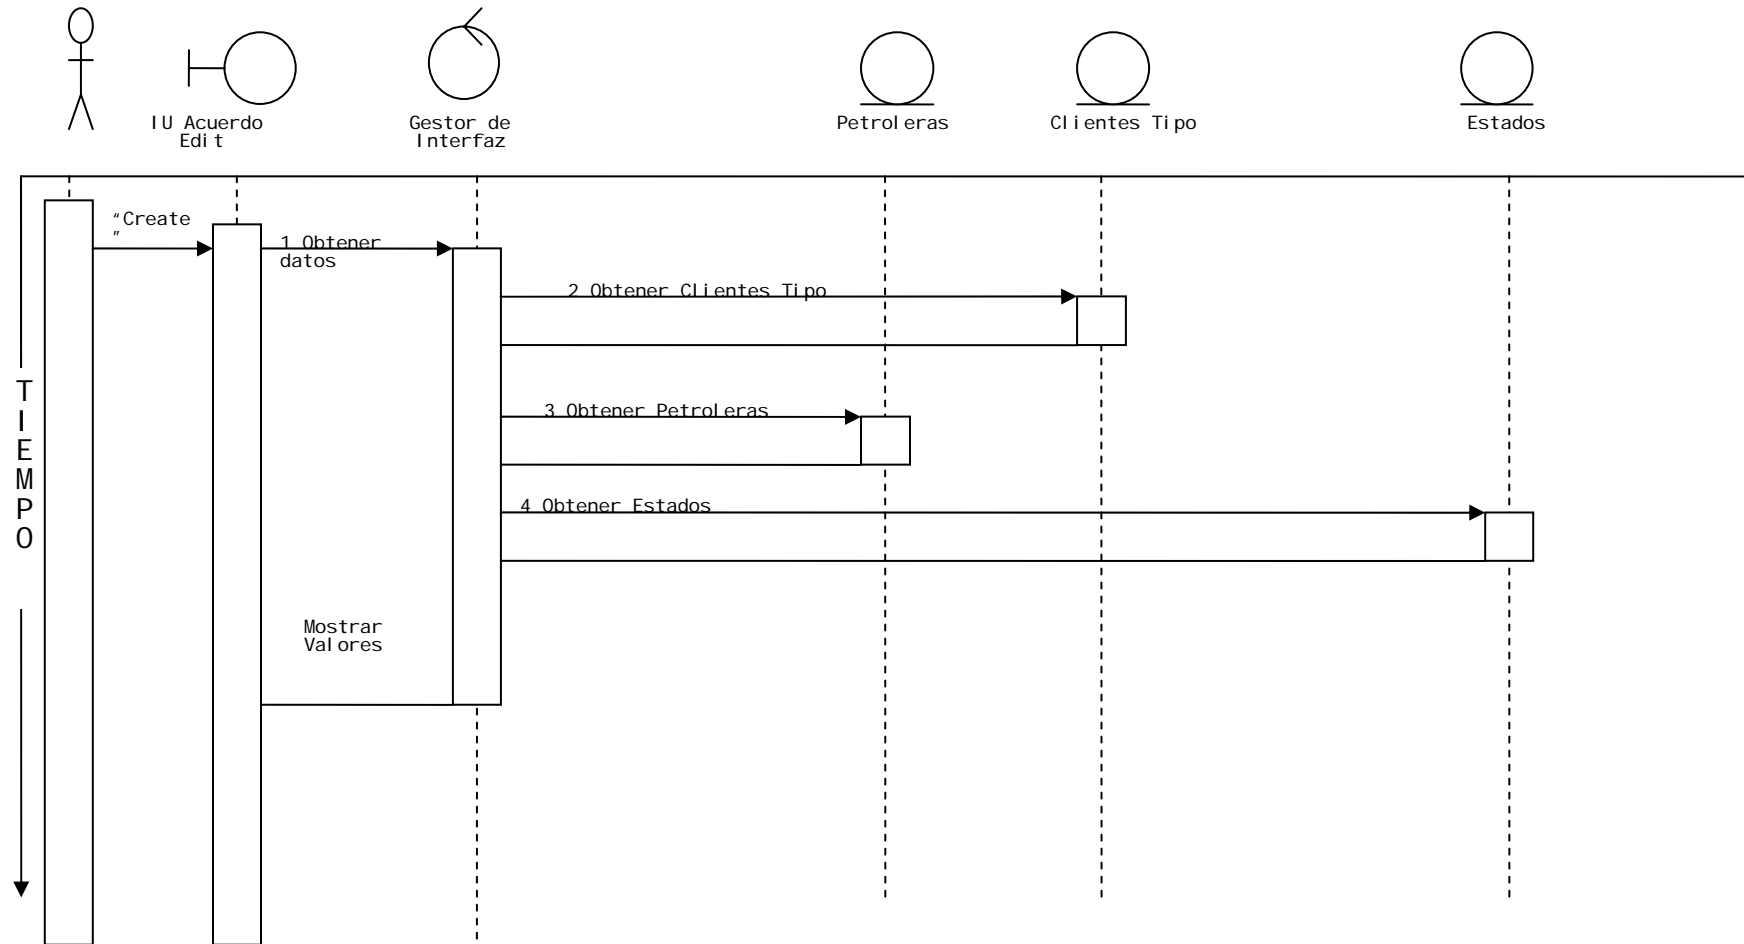 IU Acuerdo
Edit
Gestor de
Interfaz
Petroleras
Clientes Tipo
Estados
“Create
”
1 Obtener
datos
2 Obtener Clientes Tipo
3 Obtener Petroleras
4 Obtener Estados
Mostrar
Valores
T
I
E
M
P
O